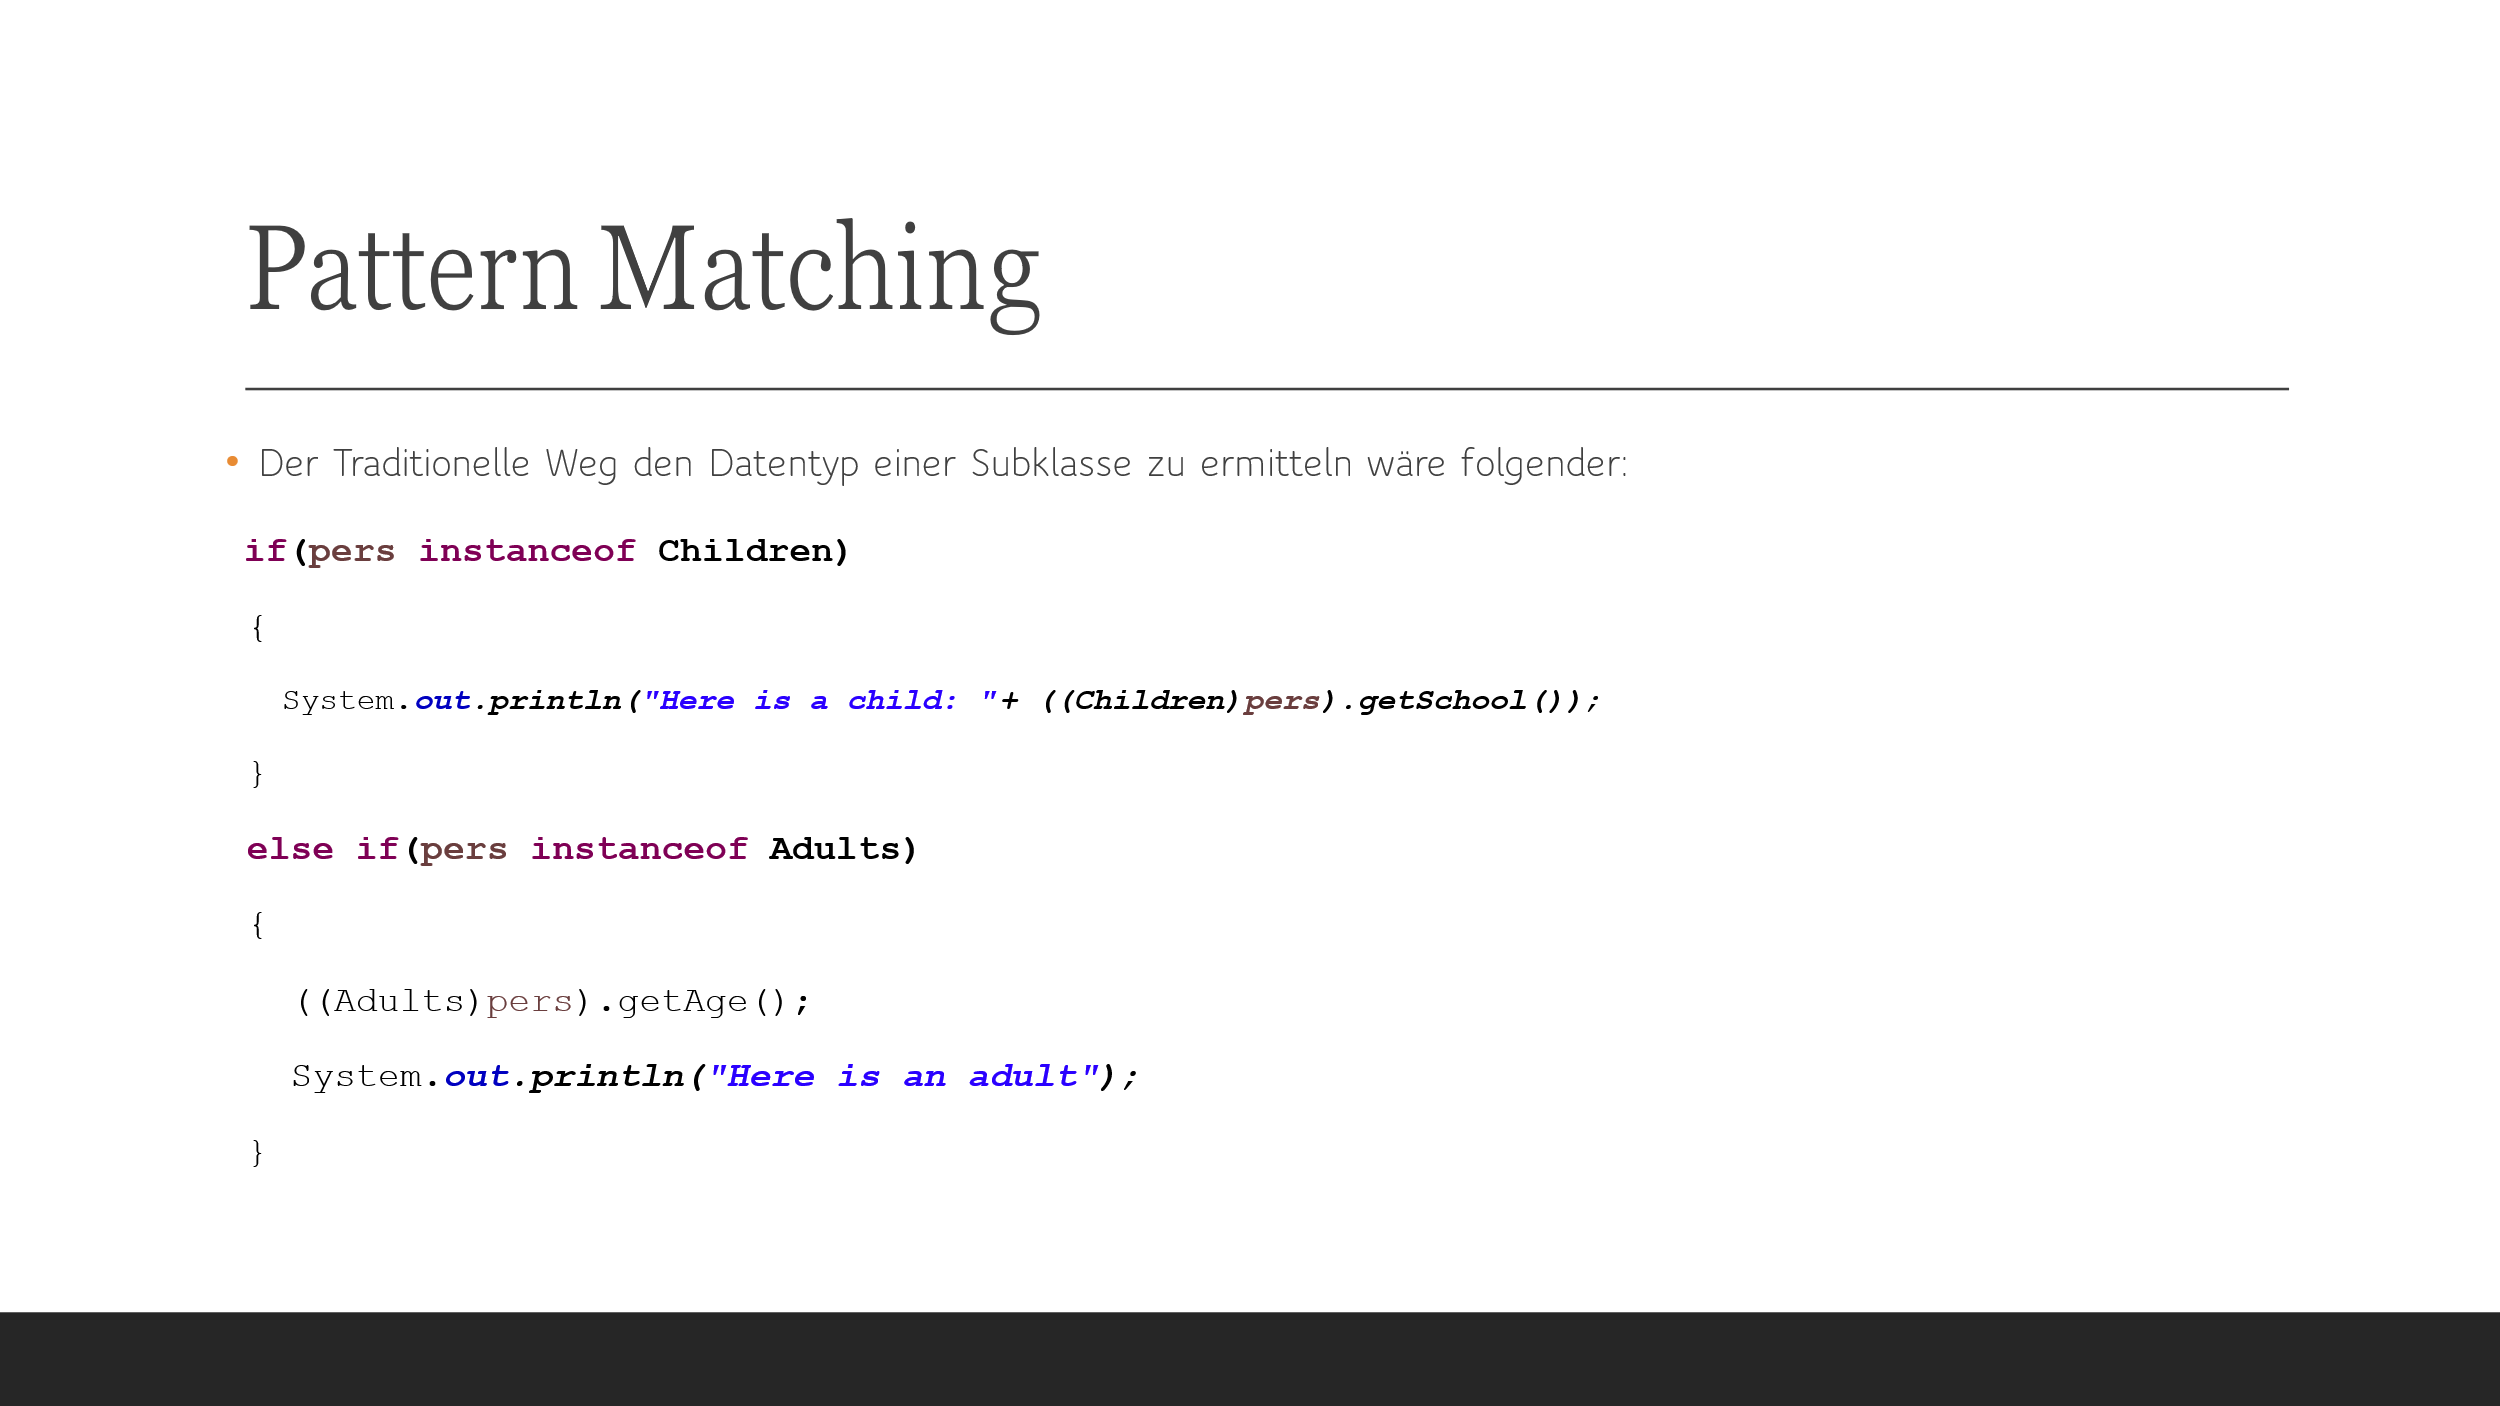 Pattern Matching
• Der Traditionelle Weg den Datentyp einer Subklasse zu ermitteln wäre folgender:
if(pers instanceof Children)
{
System.out.println("Here is a child: "+ ((Children)pers).getSchool());
}
else if(pers instanceof Adults)
{
((Adults)pers).getAge();
System.out.println("Here is an adult");
}